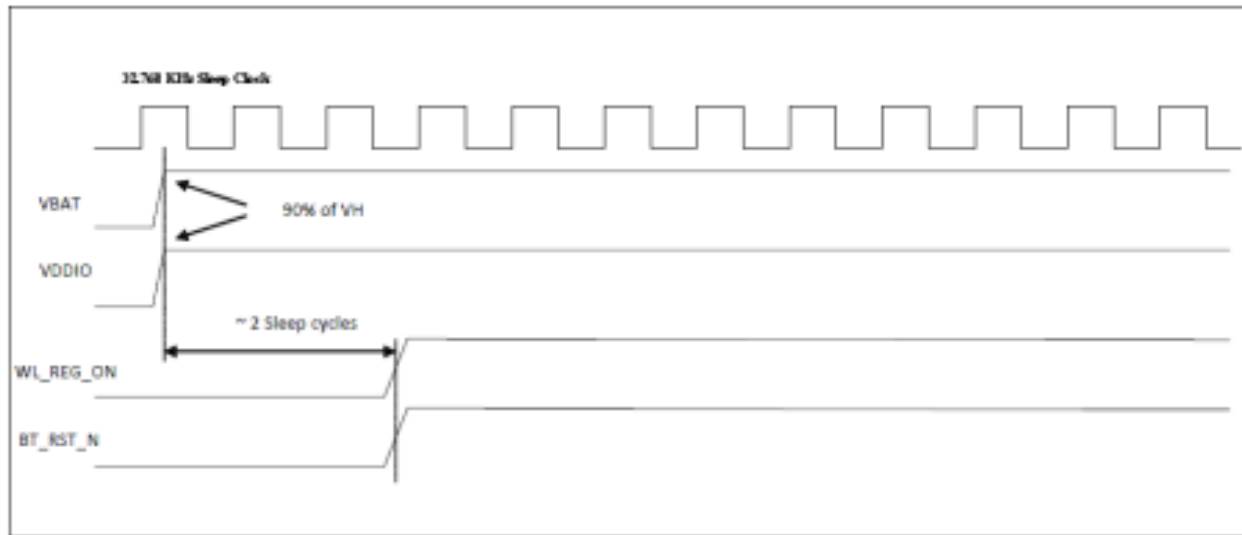 32.768 KHz Sleep Clock
VBAT
90% of VH
VDDIO
~ 2 Sleep cycles
WL_REG_ON
BT_RST_N